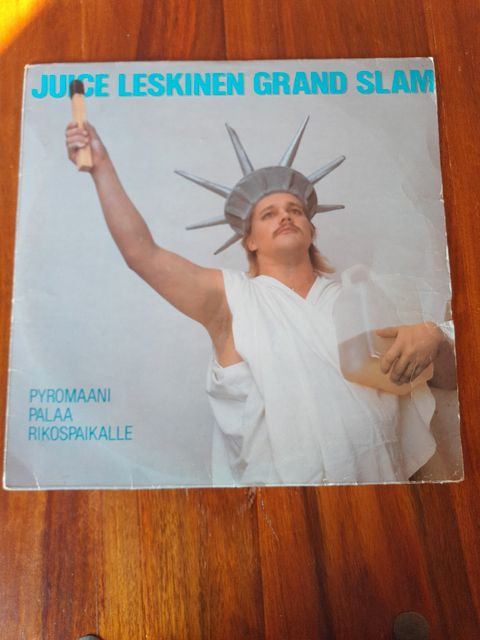 JUICE LESKINEN GRAND SLAM
PYROMAANI
PALAA
RIKOSPAIKALLE